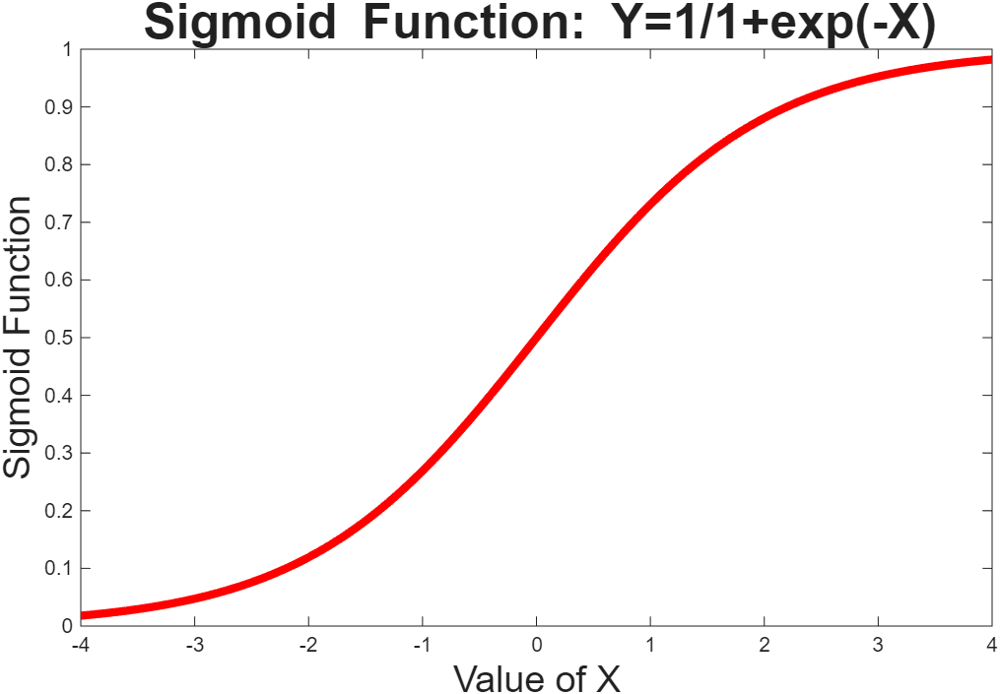 Sigmoid Function: Y=1/1+exp(-X)
1
0.9
0.8
0.7
0.6
0.5
0.4
0.3
0.2
0.1
0
Sigmoid Function
-4 -3 -2 -1 0 1 2 3 4
Value of X